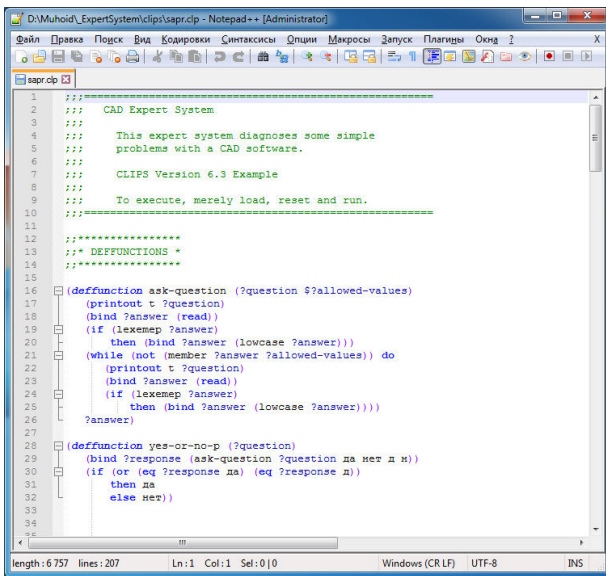 D:\Muhoid\_ExpertSystem\clips\sapr.clp - Notepad++ [Administrator]
Файл Правка Поиск Вид Кодировки Синтаксисы Опции Макросы Запуск Плагины Окна ? X
sapr.clp
1 ;;;======================================================
2 ;;; CAD Expert System
3 ;;;
4 ;;; This expert system diagnoses some simple
5 ;;; problems with a CAD software.
6 ;;;
7 ;;; CLIPS Version 6.3 Example
8 ;;;
9 ;;; To execute, merely load, reset and run.
10 ;;;======================================================
11
12 ;;****************
13 ;;* DEFFUNCTIONS *
14 ;;****************
15
16 (deffunction ask-question (?question $?allowed-values)
17 (printout t ?question)
18 (bind ?answer (read))
19 (if (lexemep ?answer)
20 then (bind ?answer (lowcase ?answer)))
21 (while (not (member ?answer ?allowed-values)) do
22 (printout t ?question)
23 (bind ?answer (read))
24 (if (lexemep ?answer)
25 then (bind ?answer (lowcase ?answer))))
26 ?answer)
27
28 (deffunction yes-or-no-p (?question)
29 (bind ?response (ask-question ?question да нет д н))
30 (if (or (eq ?response да) (eq ?response д))
31 then да
32 else нет))
33
34
35
length : 6 757 lines : 207 Ln : 1 Col : 1 Sel : 0 | 0 Windows (CR LF) UTF-8 INS